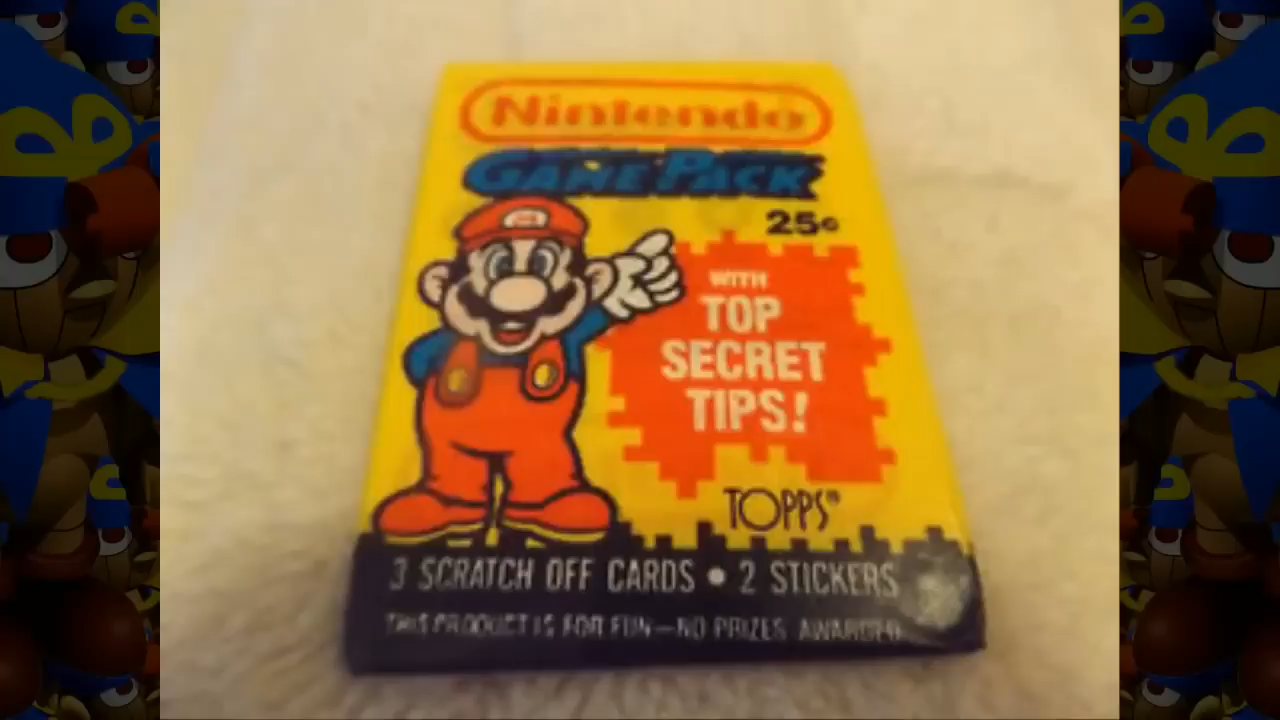 Nintendo
GAME PACK
25¢
WITH
TOP
SECRET
TIPS!
TOPPS®
3 SCRATCH OFF CARDS • 2 STICKERS
THIS PRODUCT IS FOR FUN—NO PRIZES AWARDED